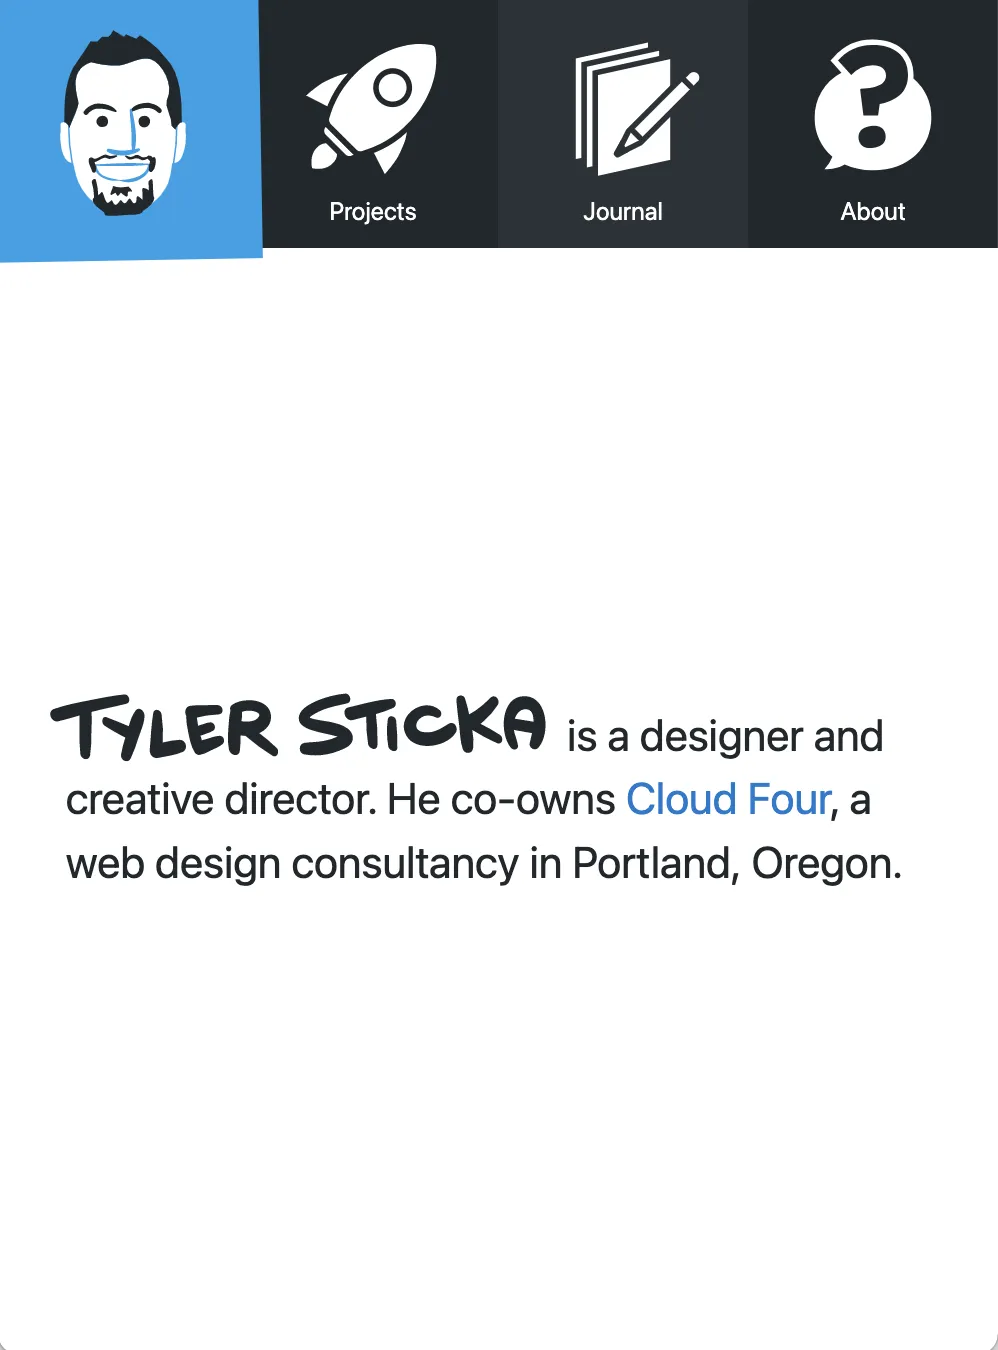 Projects
Journal
About
TYLER STICKA is a designer and
creative director. He co-owns Cloud Four, a
web design consultancy in Portland, Oregon.